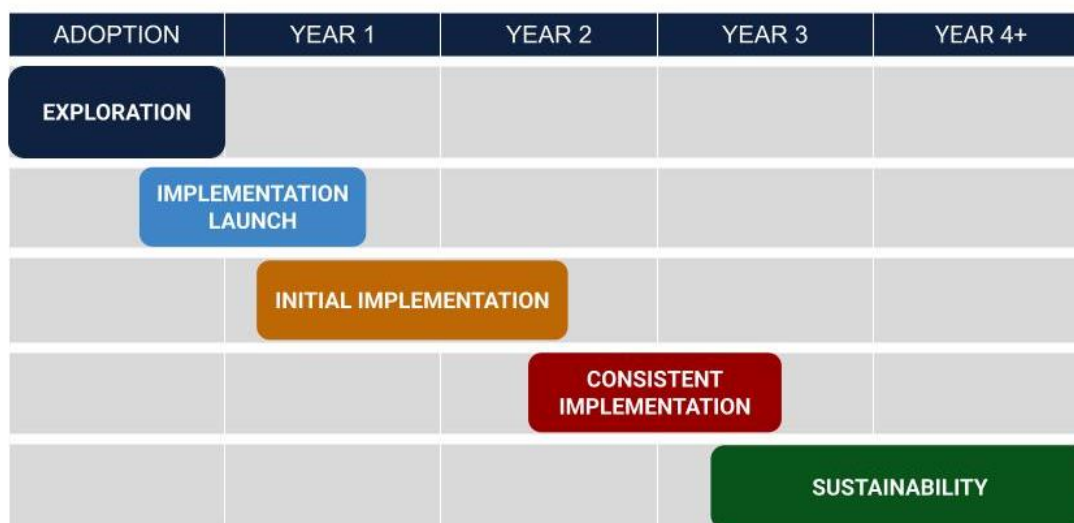 ADOPTION YEAR 1 YEAR 2 YEAR 3 YEAR 4+
EXPLORATION
IMPLEMENTATION
LAUNCH
INITIAL IMPLEMENTATION
CONSISTENT
IMPLEMENTATION
SUSTAINABILITY